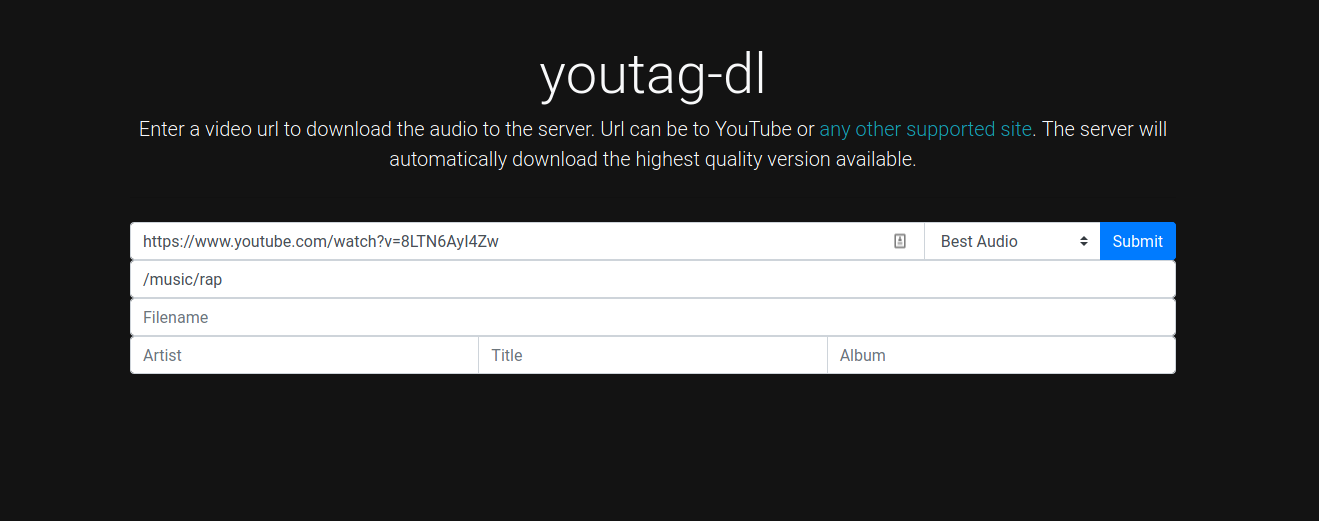 youtag-dl
Enter a video url to download the audio to the server. Url can be to YouTube or any other supported site. The server will
automatically download the highest quality version available.
https://www.youtube.com/watch?v=8LTN6AyI4Zw Best Audio Submit
/music/rap
Filename
Artist Title Album